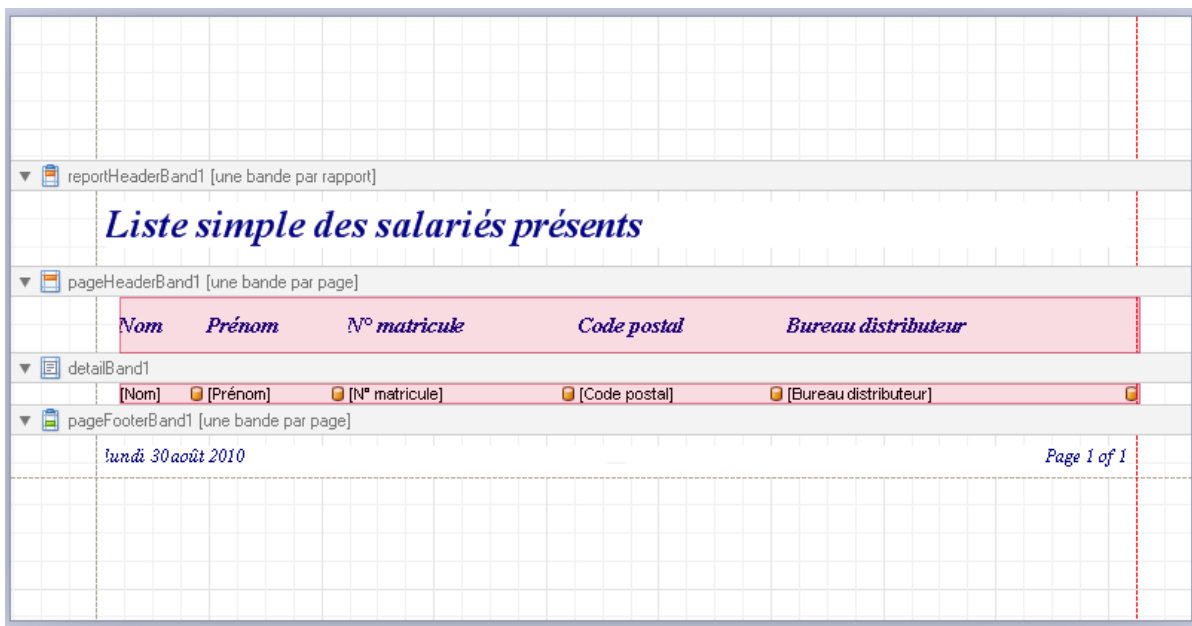 reportHeaderBand1 [une bande par rapport]
Liste simple des salariés présents
pageHeaderBand1 [une bande par page]
Nom Prénom N° matricule Code postal Bureau distributeur
detailBand1
[Nom] [Prénom] [N° matricule] [Code postal] [Bureau distributeur]
pageFooterBand1 [une bande par page]
lundi 30 août 2010 Page 1 of 1